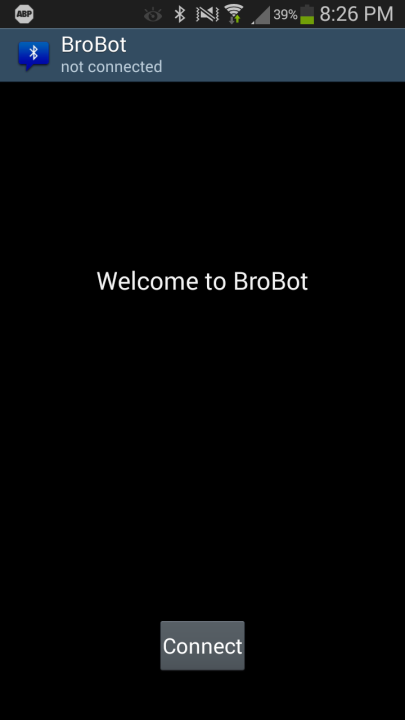 ABP 39% 8:26 PM
BroBot
not connected
Welcome to BroBot
Connect